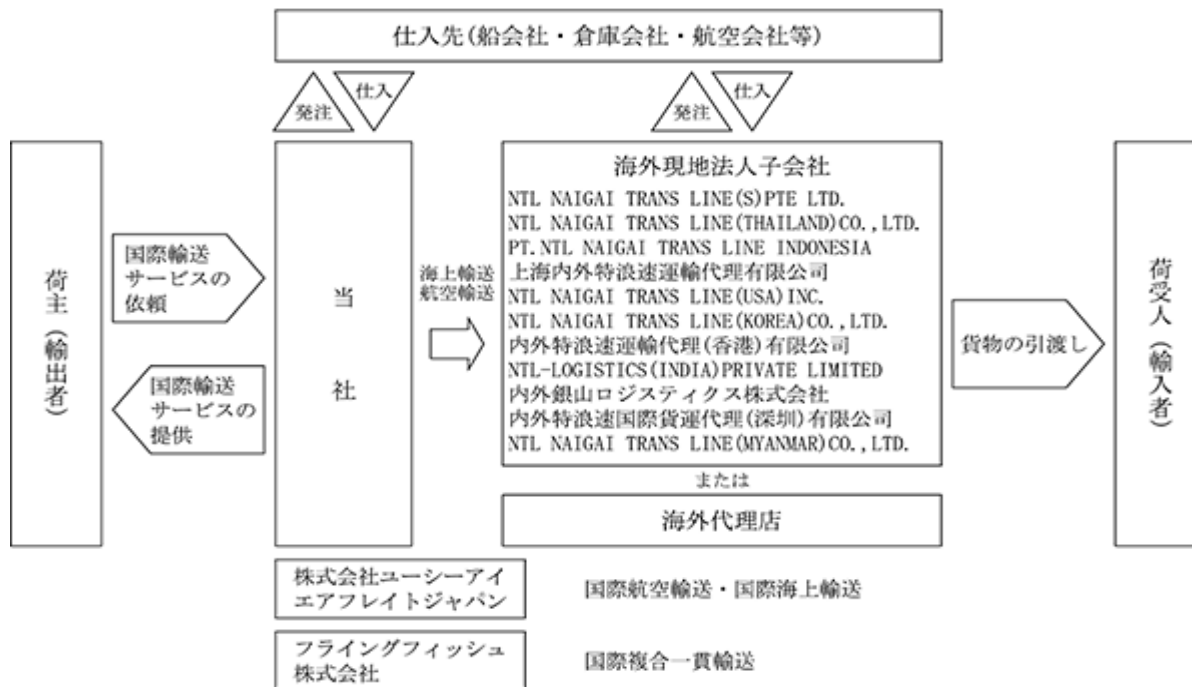 仕入先(船会社・倉庫会社・航空会社等)
発注
仕入
発注
仕入
荷主(輸出者)
国際輸送
サービスの
依頼
国際輸送
サービスの
提供
当社
海上輸送
航空輸送
海外現地法人子会社
NTL NAIGAI TRANS LINE(S)PTE LTD.
NTL NAIGAI TRANS LINE(THAILAND)CO.,LTD.
PT.NTL NAIGAI TRANS LINE INDONESIA
上海内外特浪速運輸代理有限公司
NTL NAIGAI TRANS LINE(USA)INC.
NTL NAIGAI TRANS LINE(KOREA)CO.,LTD.
内外特浪速運輸代理(香港)有限公司
NTL-LOGISTICS(INDIA)PRIVATE LIMITED
内外銀山ロジスティクス株式会社
内外特浪速国際貨運代理(深圳)有限公司
NTL NAIGAI TRANS LINE(MYANMAR)CO.,LTD.
または
海外代理店
貨物の引渡し
荷受人(輸入者)
株式会社ユーシーアイ
エアフレイトジャパン
国際航空輸送・国際海上輸送
フライングフィッシュ
株式会社
国際複合一貫輸送